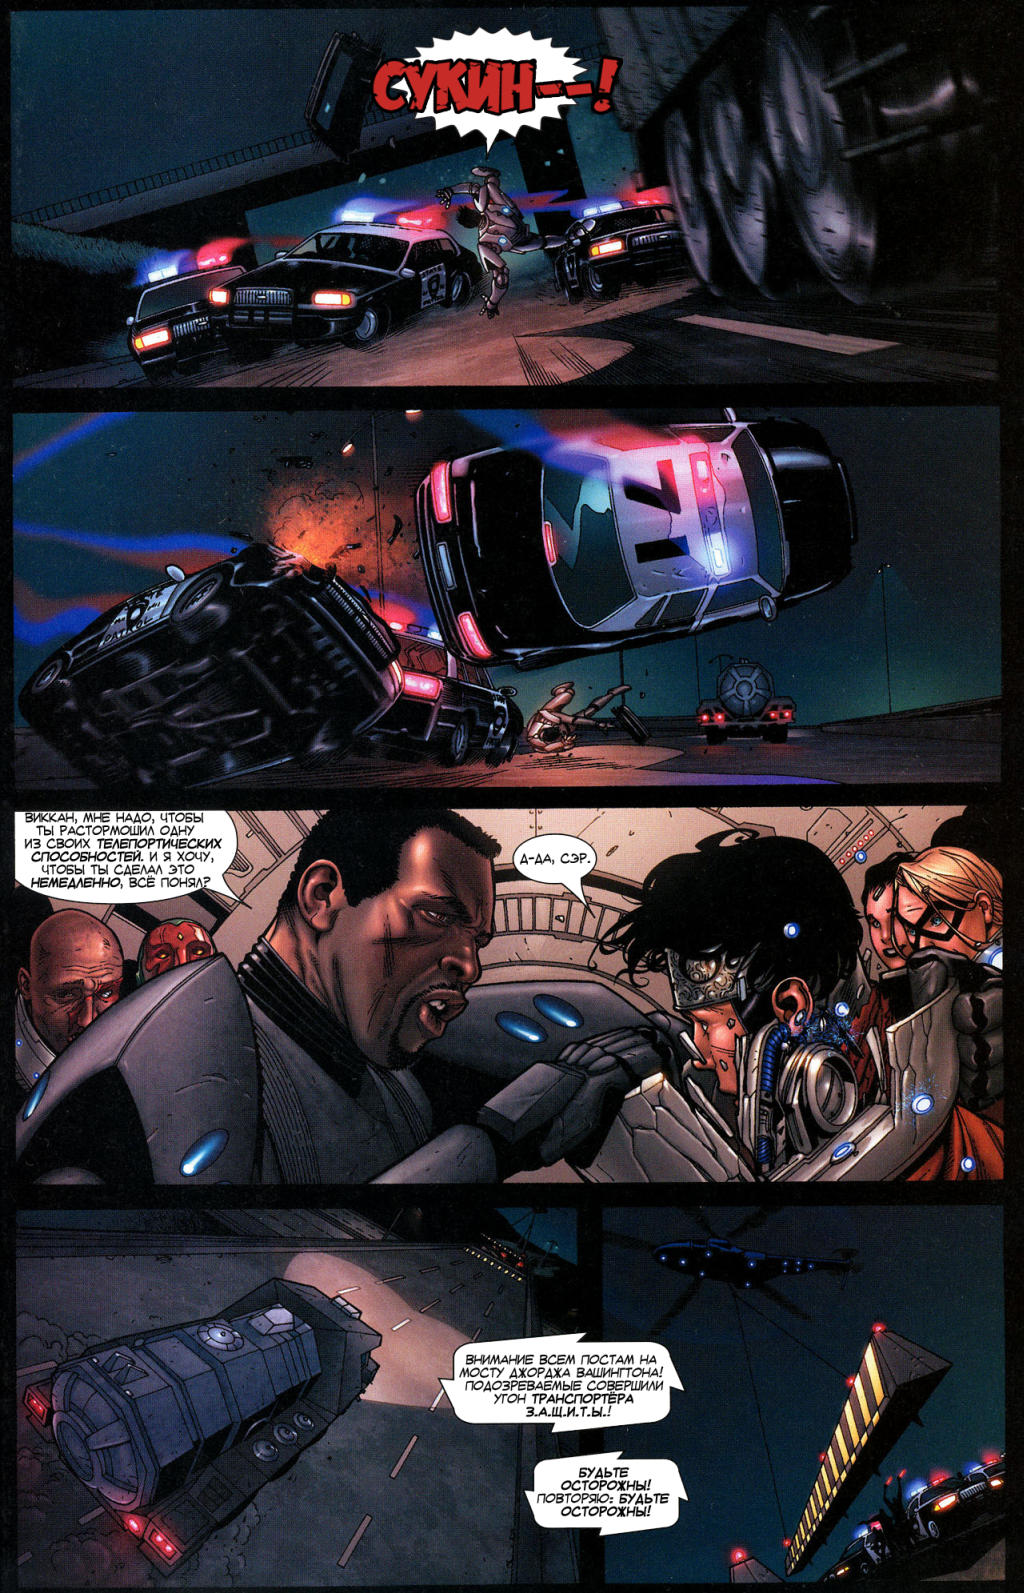 СУКИН--!
PATROL
ВИККАН, МНЕ НАДО, ЧТОБЫ
ТЫ РАСТОРМОШИЛ ОДНУ
ИЗ СВОИХ ТЕЛЕПОРТИЧЕСКИХ
СПОСОБНОСТЕЙ. И Я ХОЧУ,
ЧТОБЫ ТЫ СДЕЛАЛ ЭТО
НЕМЕДЛЕННО, ВСЁ ПОНЯЛ?
Д-ДА, СЭР.
ВНИМАНИЕ ВСЕМ ПОСТАМ НА
МОСТУ ДЖОРДЖА ВАШИНГТОНА!
ПОДОЗРЕВАЕМЫЕ СОВЕРШИЛИ
УГОН ТРАНСПОРТЁРА
З.А.Щ.И.Т.Ы.!
БУДЬТЕ
ОСТОРОЖНЫ!
ПОВТОРЯЮ: БУДЬТЕ
ОСТОРОЖНЫ!